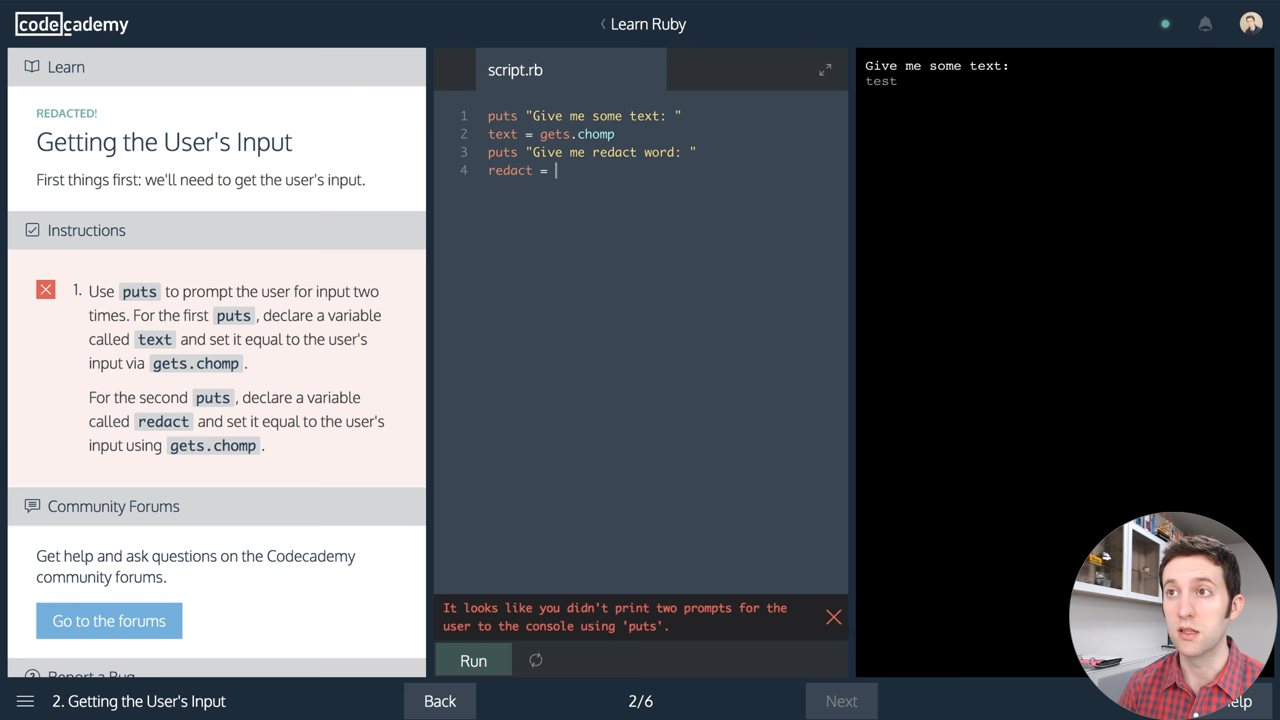 codecademy
Learn Ruby
Learn
REDACTED!
Getting the User's Input
First things first: we'll need to get the user's input.
Instructions
1. Use puts to prompt the user for input two
times. For the first puts, declare a variable
called text and set it equal to the user's
input via gets.chomp.
For the second puts, declare a variable
called redact and set it equal to the user's
input using gets.chomp.
Community Forums
Get help and ask questions on the Codecademy
community forums.
Go to the forums
Report a Bug
script.rb
1 puts "Give me some text: "
2 text = gets.chomp
3 puts "Give me redact word: "
4 redact =
It looks like you didn't print two prompts for the
user to the console using 'puts'.
Run
Give me some text:
test
2. Getting the User's Input
Back
2/6
Next
elp